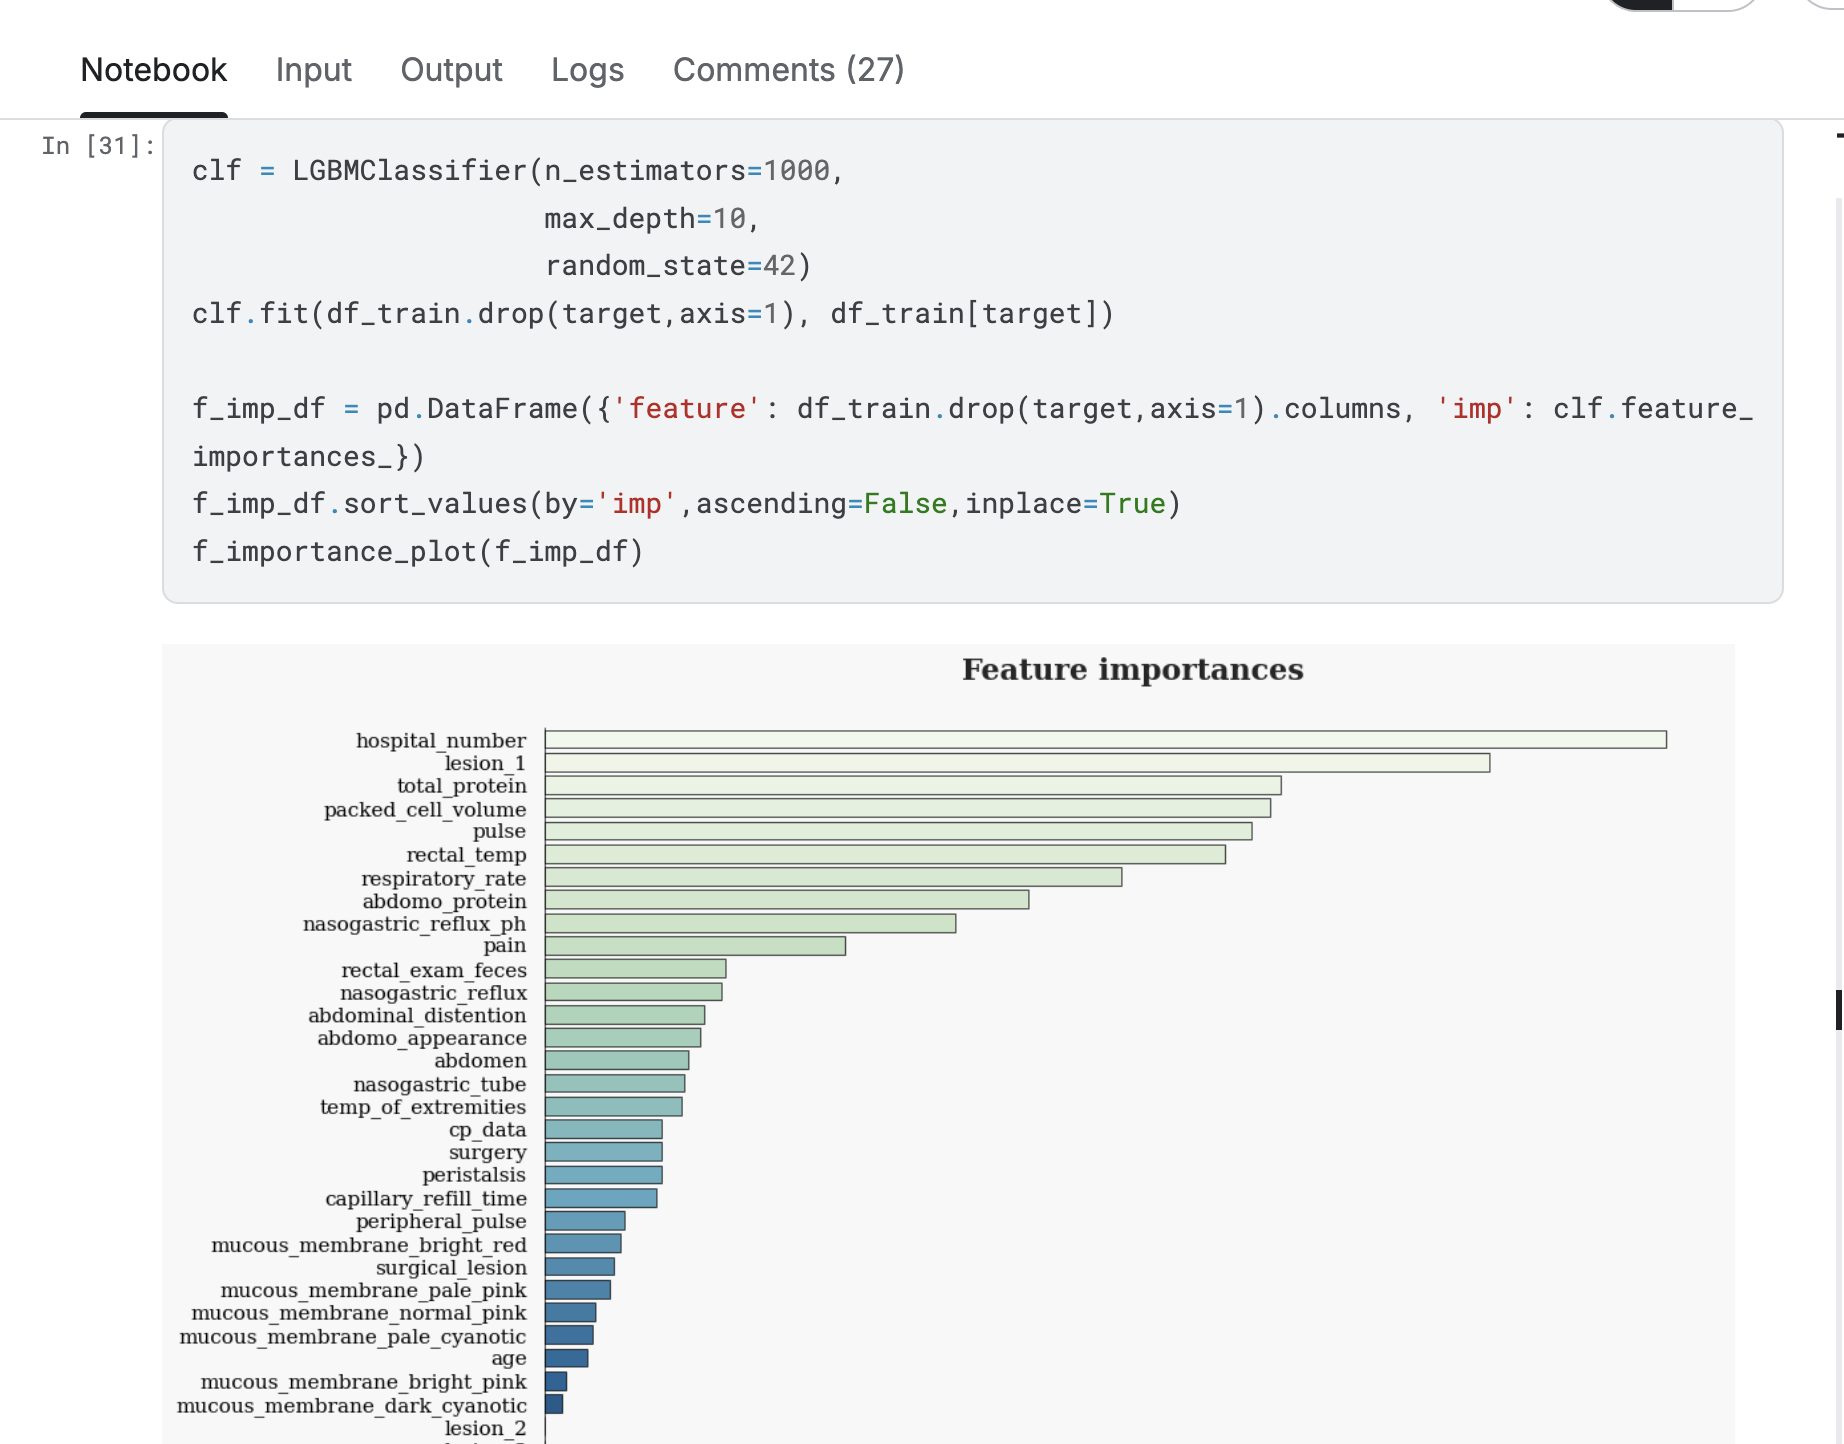 Notebook Input Output Logs Comments (27)
In [31]:
clf = LGBMClassifier(n_estimators=1000,
max_depth=10,
random_state=42)
clf.fit(df_train.drop(target,axis=1), df_train[target])
f_imp_df = pd.DataFrame({'feature': df_train.drop(target,axis=1).columns, 'imp': clf.feature_
importances_})
f_imp_df.sort_values(by='imp',ascending=False,inplace=True)
f_importance_plot(f_imp_df)
Feature importances
hospital_number
lesion_1
total_protein
packed_cell_volume
pulse
rectal_temp
respiratory_rate
abdomo_protein
nasogastric_reflux_ph
pain
rectal_exam_feces
nasogastric_reflux
abdominal_distention
abdomo_appearance
abdomen
nasogastric_tube
temp_of_extremities
cp_data
surgery
peristalsis
capillary_refill_time
peripheral_pulse
mucous_membrane_bright_red
surgical_lesion
mucous_membrane_pale_pink
mucous_membrane_normal_pink
mucous_membrane_pale_cyanotic
age
mucous_membrane_bright_pink
mucous_membrane_dark_cyanotic
lesion_2